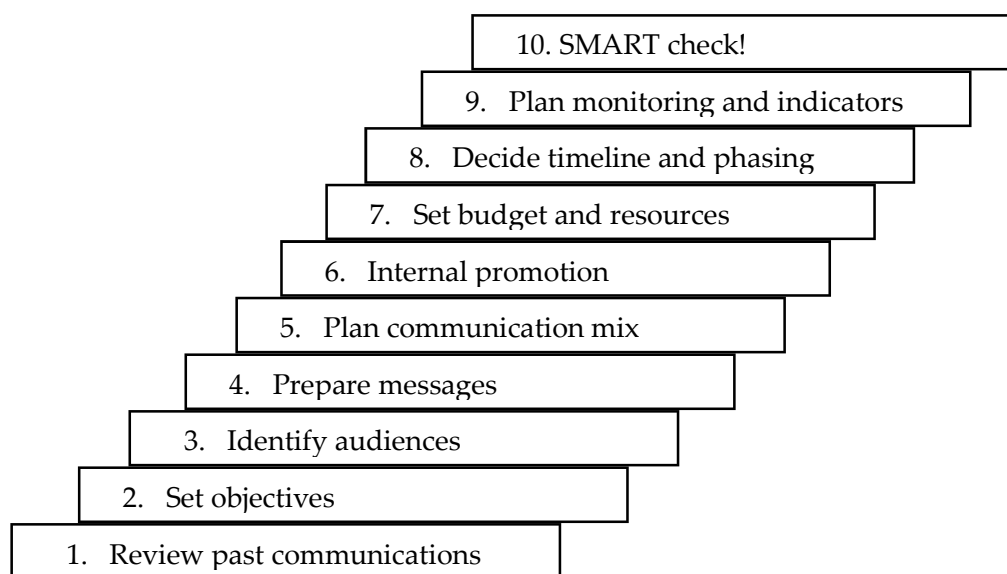 10. SMART check!
9. Plan monitoring and indicators
8. Decide timeline and phasing
7. Set budget and resources
6. Internal promotion
5. Plan communication mix
4. Prepare messages
3. Identify audiences
2. Set objectives
1. Review past communications